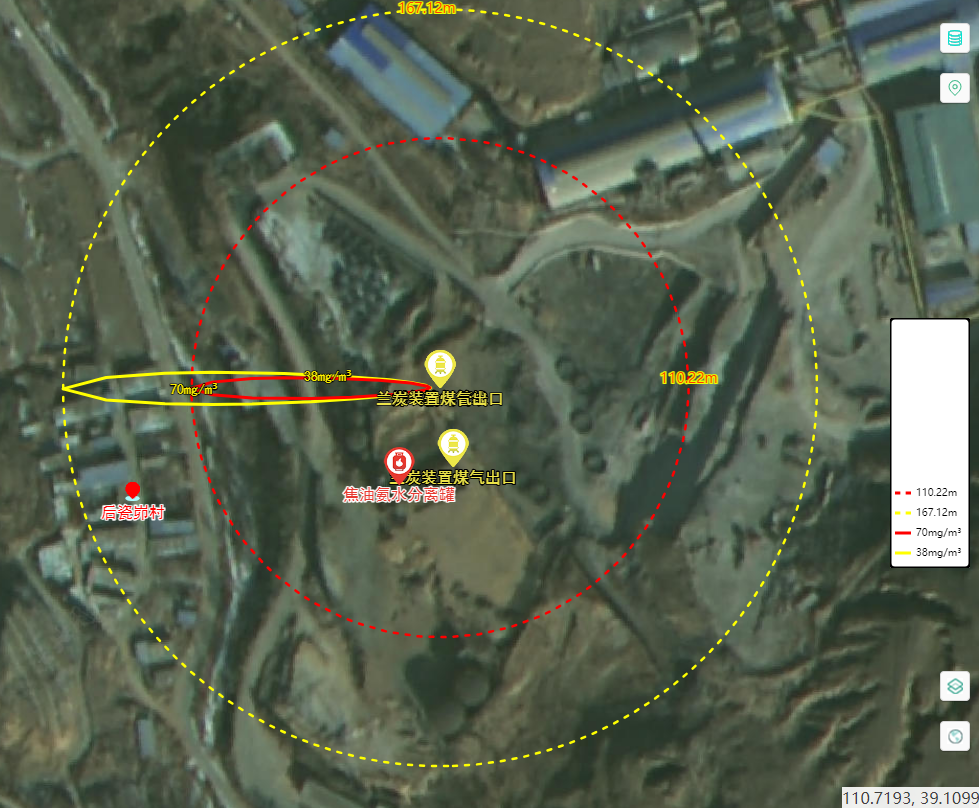 167.12m
38mg/m³
110.22m
70mg/m³
兰炭装置煤气出口
兰炭装置煤气出口
焦油氨水分离罐
后瓷峁村
110.22m
167.12m
70mg/m³
38mg/m³
110.7193, 39.1099